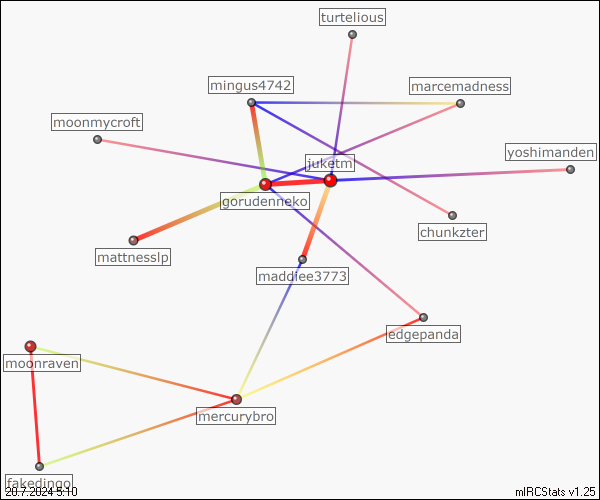 turtelious
mingus4742
marcemadness
moonmycroft
juketm
yoshimanden
gorudenneko
chunkzter
mattnesslp
maddiee3773
edgepanda
moonraven
mercurybro
fakedingo
20.7.2024 5:10
mIRCStats v1.25